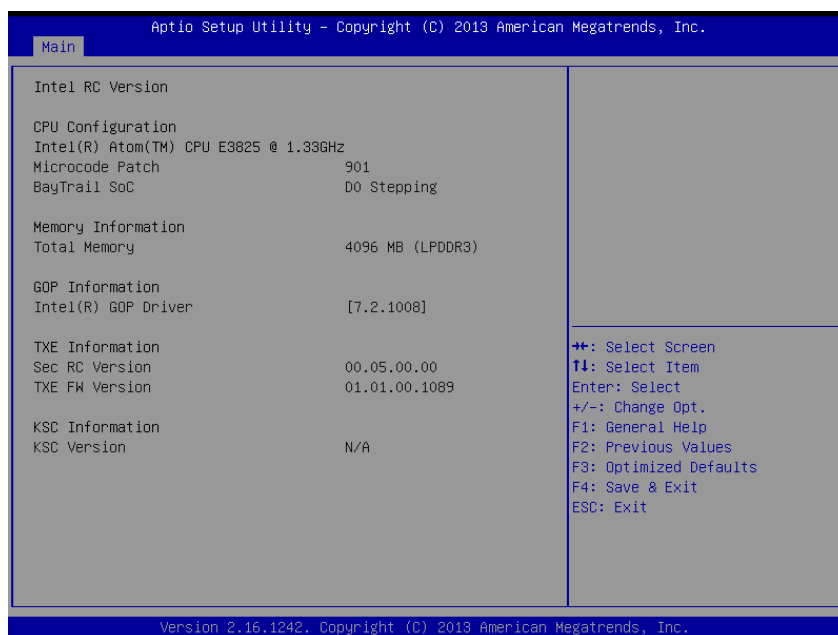 Aptio Setup Utility – Copyright (C) 2013 American Megatrends, Inc.
Main
Intel RC Version
CPU Configuration
Intel(R) Atom(TM) CPU E3825 @ 1.33GHz
Microcode Patch 901
BayTrail SoC D0 Stepping
Memory Information
Total Memory 4096 MB (LPDDR3)
GOP Information
Intel(R) GOP Driver [7.2.1008]
TXE Information
Sec RC Version 00.05.00.00
TXE FW Version 01.01.00.1089
KSC Information
KSC Version N/A
→←: Select Screen
↑↓: Select Item
Enter: Select
+/-: Change Opt.
F1: General Help
F2: Previous Values
F3: Optimized Defaults
F4: Save & Exit
ESC: Exit
Version 2.16.1242. Copyright (C) 2013 American Megatrends, Inc.